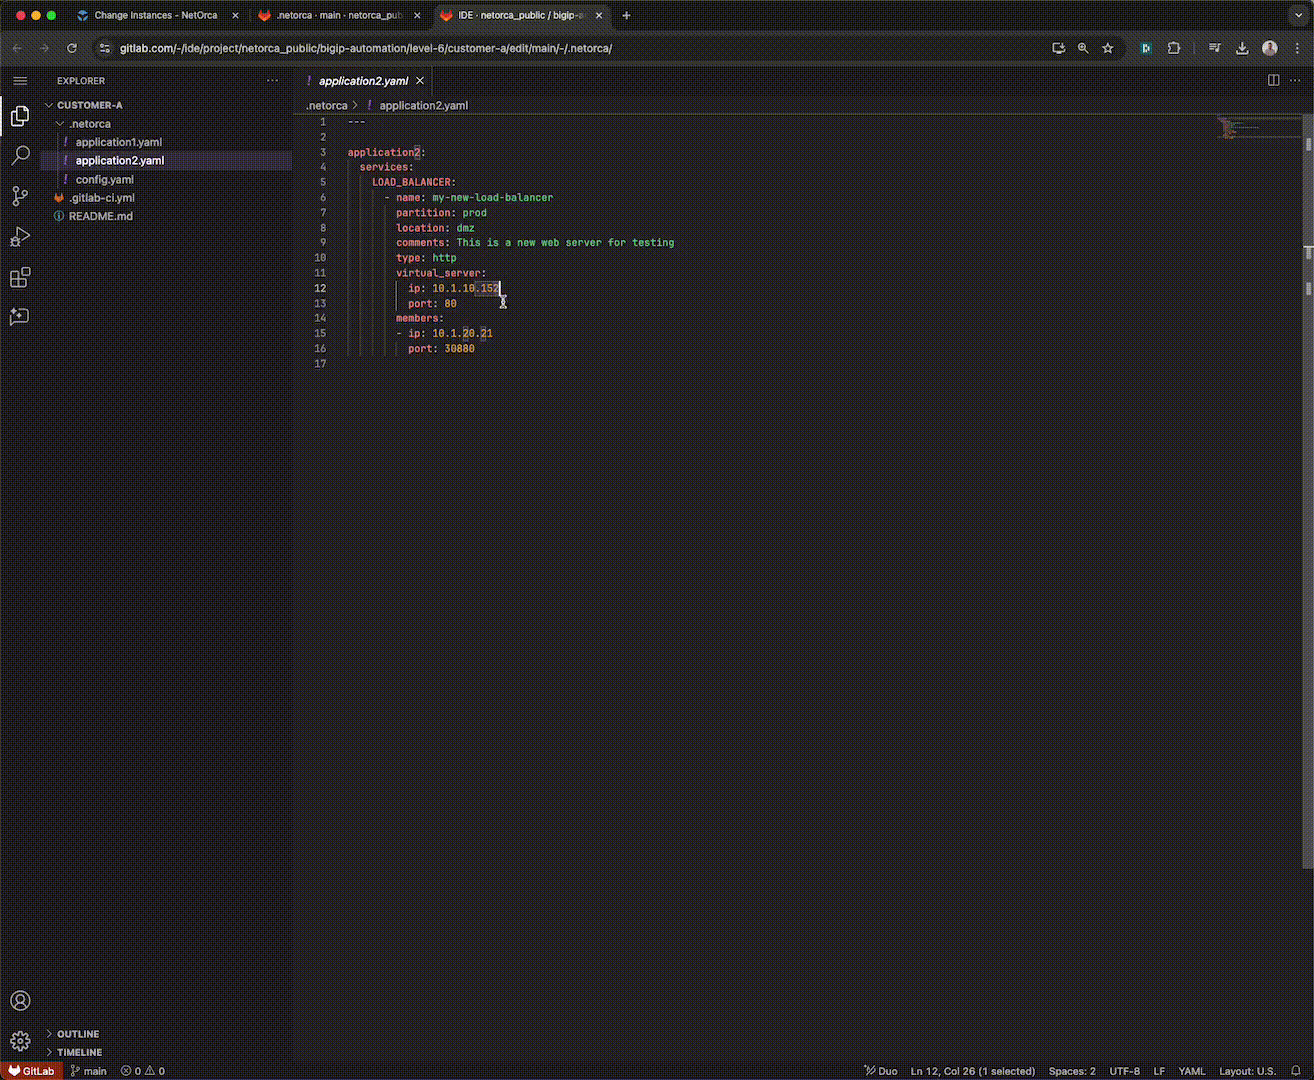 Change Instances - NetOrca
.netorca · main · netorca_pub
IDE · netorca_public / bigip-a
gitlab.com/-/ide/project/netorca_public/bigip-automation/level-6/customer-a/edit/main/-/.netorca/
EXPLORER
CUSTOMER-A
.netorca
! application1.yaml
! application2.yaml
! config.yaml
.gitlab-ci.yml
README.md
! application2.yaml
.netorca > ! application2.yaml
1 ---
2
3 application2:
4 services:
5 LOAD_BALANCER:
6 - name: my-new-load-balancer
7 partition: prod
8 location: dmz
9 comments: This is a new web server for testing
10 type: http
11 virtual_server:
12 ip: 10.1.10.152
13 port: 80
14 members:
15 - ip: 10.1.20.21
16 port: 30880
17
OUTLINE
TIMELINE
GitLab main 0 0 Duo Ln 12, Col 26 (1 selected) Spaces: 2 UTF-8 LF YAML Layout: U.S.